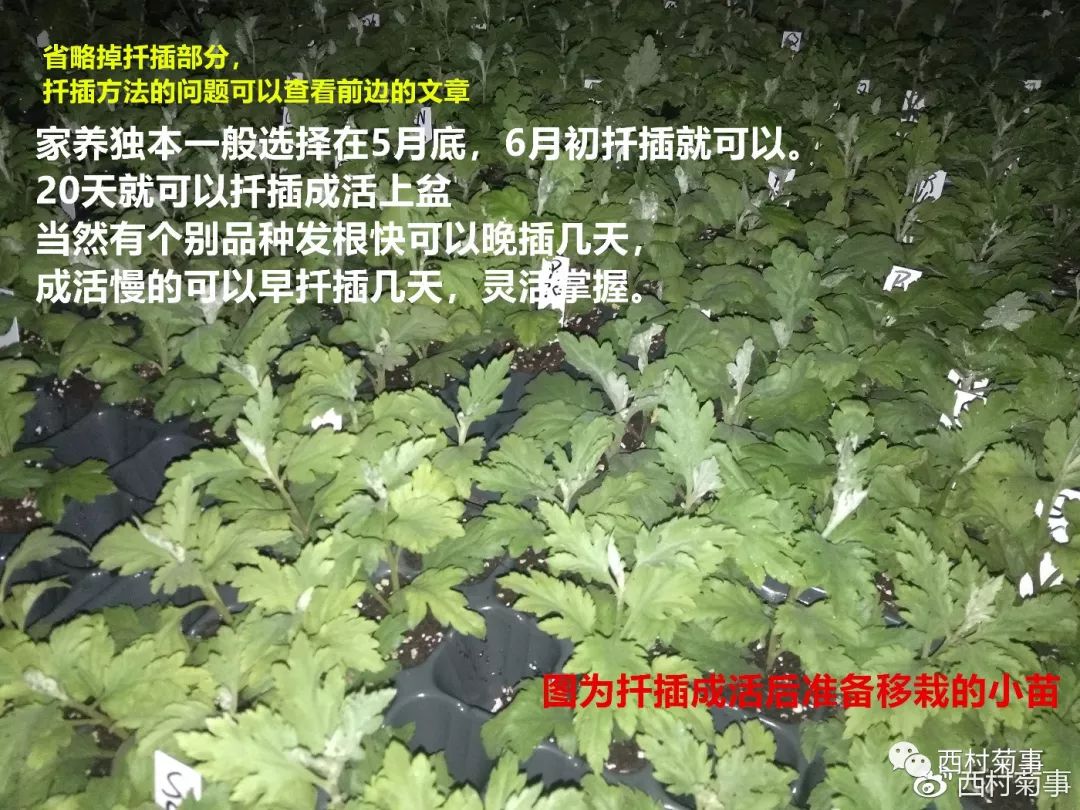 省略掉扦插部分，
扦插方法的问题可以查看前边的文章
家养独本一般选择在5月底，6月初扦插就可以。
20天就可以扦插成活上盆
当然有个别品种发根快可以晚插几天，
成活慢的可以早扦插几天，灵活掌握。
图为扦插成活后准备移栽的小苗
西村菊事
西村菊事